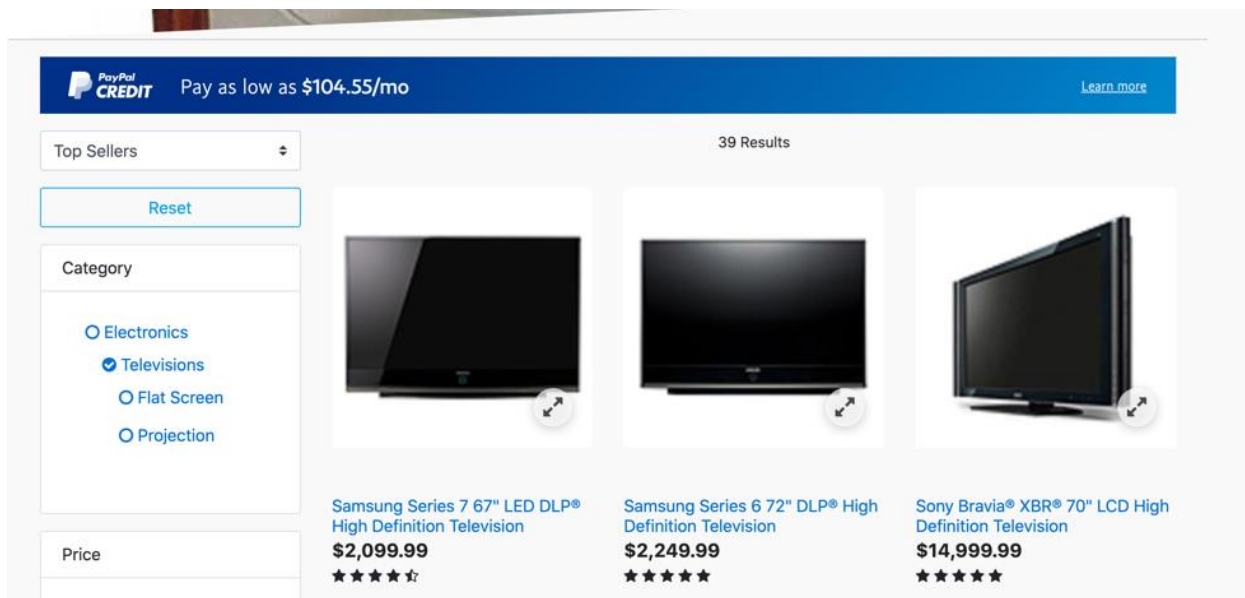 PayPal
CREDIT
Pay as low as $104.55/mo
Learn more
Top Sellers
39 Results
Reset
Category
Electronics
Televisions
Flat Screen
Projection
Price
Samsung Series 7 67" LED DLP®
High Definition Television
$2,099.99
Samsung Series 6 72" DLP® High
Definition Television
$2,249.99
Sony Bravia® XBR® 70" LCD High
Definition Television
$14,999.99